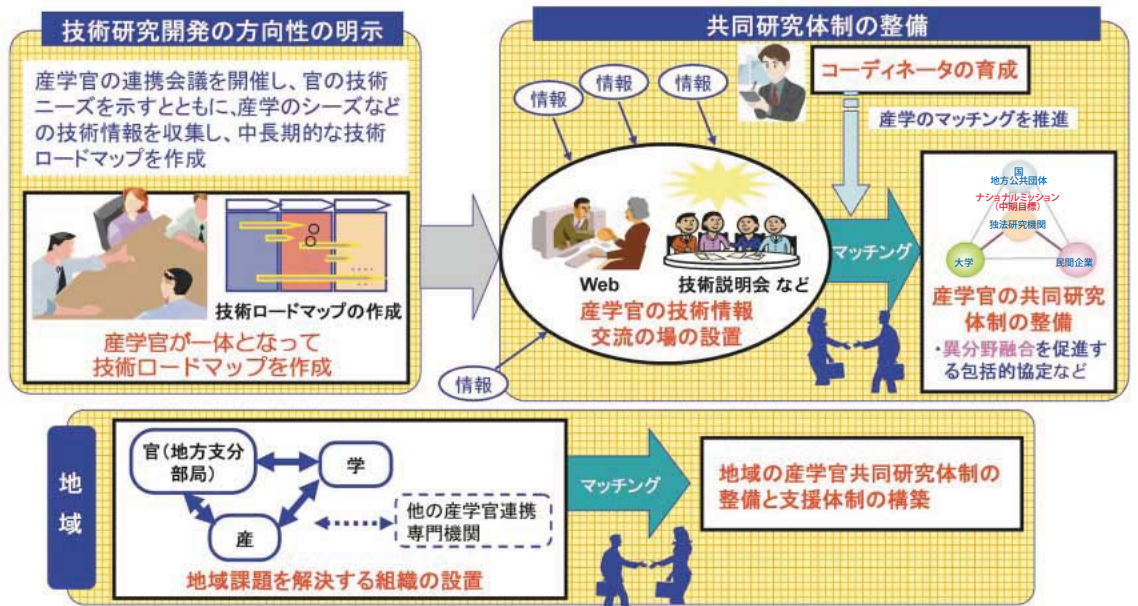 技術研究開発の方向性の明示
産学官の連携会議を開催し、官の技術
ニーズを示すとともに、産学のシーズなど
の技術情報を収集し、中長期的な技術
ロードマップを作成
技術ロードマップの作成
産学官が一体となって
技術ロードマップを作成
共同研究体制の整備
情報
情報
情報
コーディネータの育成
産学のマッチングを推進
Web
技術説明会 など
産学官の技術情報
交流の場の設置
情報
マッチング
国
地方公共団体
ナショナルミッション
(中期目標)
独法研究機関
大学
民間企業
産学官の共同研究
体制の整備
・異分野融合を促進す
る包括的協定など
地域
官(地方支分
部局)
学
産
他の産学官連携
専門機関
地域課題を解決する組織の設置
マッチング
地域の産学官共同研究体制の
整備と支援体制の構築